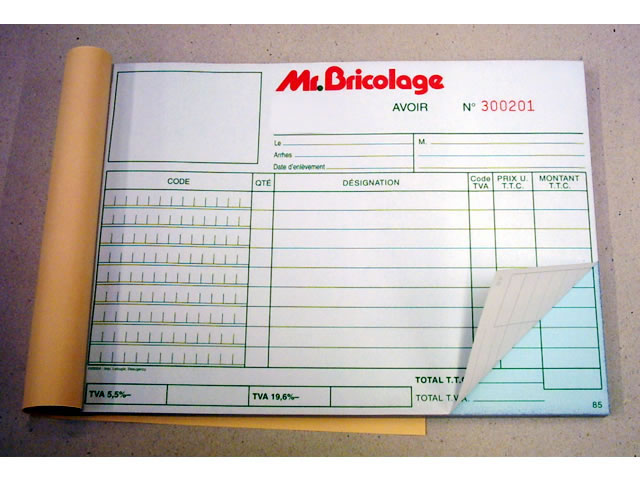 Mr.Bricolage
AVOIR N° 300201
Le
M.
Arrhes
Date d'enlèvement
CODE QTÉ DÉSIGNATION Code TVA PRIX U. T.T.C. MONTANT T.T.C.
TOTAL T.T.
TVA 5,5%– TVA 19,6%– TOTAL T.V.A.
85